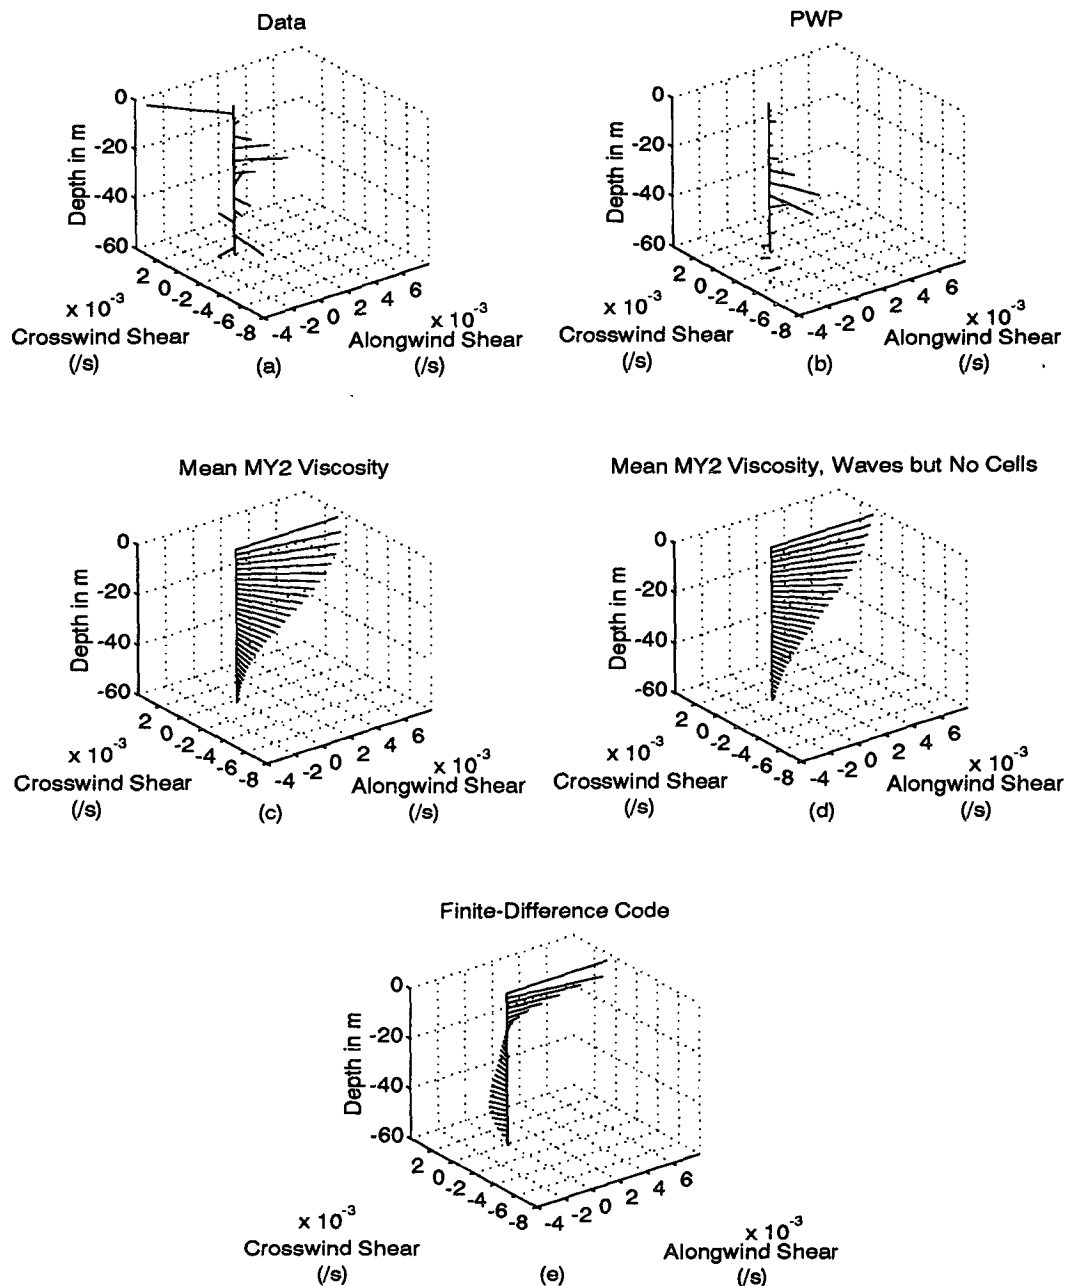 Data
0
-20
-40
-60
Depth in m
2 0 -2 -4 -6 -8
-4 -2 0 2 4 6
x 10^-3
Crosswind Shear
(/s)
(a)
x 10^-3
Alongwind Shear
(/s)
PWP
0
-20
-40
-60
Depth in m
2 0 -2 -4 -6 -8
-4 -2 0 2 4 6
x 10^-3
Crosswind Shear
(/s)
(b)
x 10^-3
Alongwind Shear
(/s)
Mean MY2 Viscosity
0
-20
-40
-60
Depth in m
2 0 -2 -4 -6 -8
-4 -2 0 2 4 6
x 10^-3
Crosswind Shear
(/s)
(c)
x 10^-3
Alongwind Shear
(/s)
Mean MY2 Viscosity, Waves but No Cells
0
-20
-40
-60
Depth in m
2 0 -2 -4 -6 -8
-4 -2 0 2 4 6
x 10^-3
Crosswind Shear
(/s)
(d)
x 10^-3
Alongwind Shear
(/s)
Finite-Difference Code
0
-20
-40
-60
Depth in m
2 0 -2 -4 -6 -8
-4 -2 0 2 4 6
x 10^-3
Crosswind Shear
(/s)
(e)
x 10^-3
Alongwind Shear
(/s)